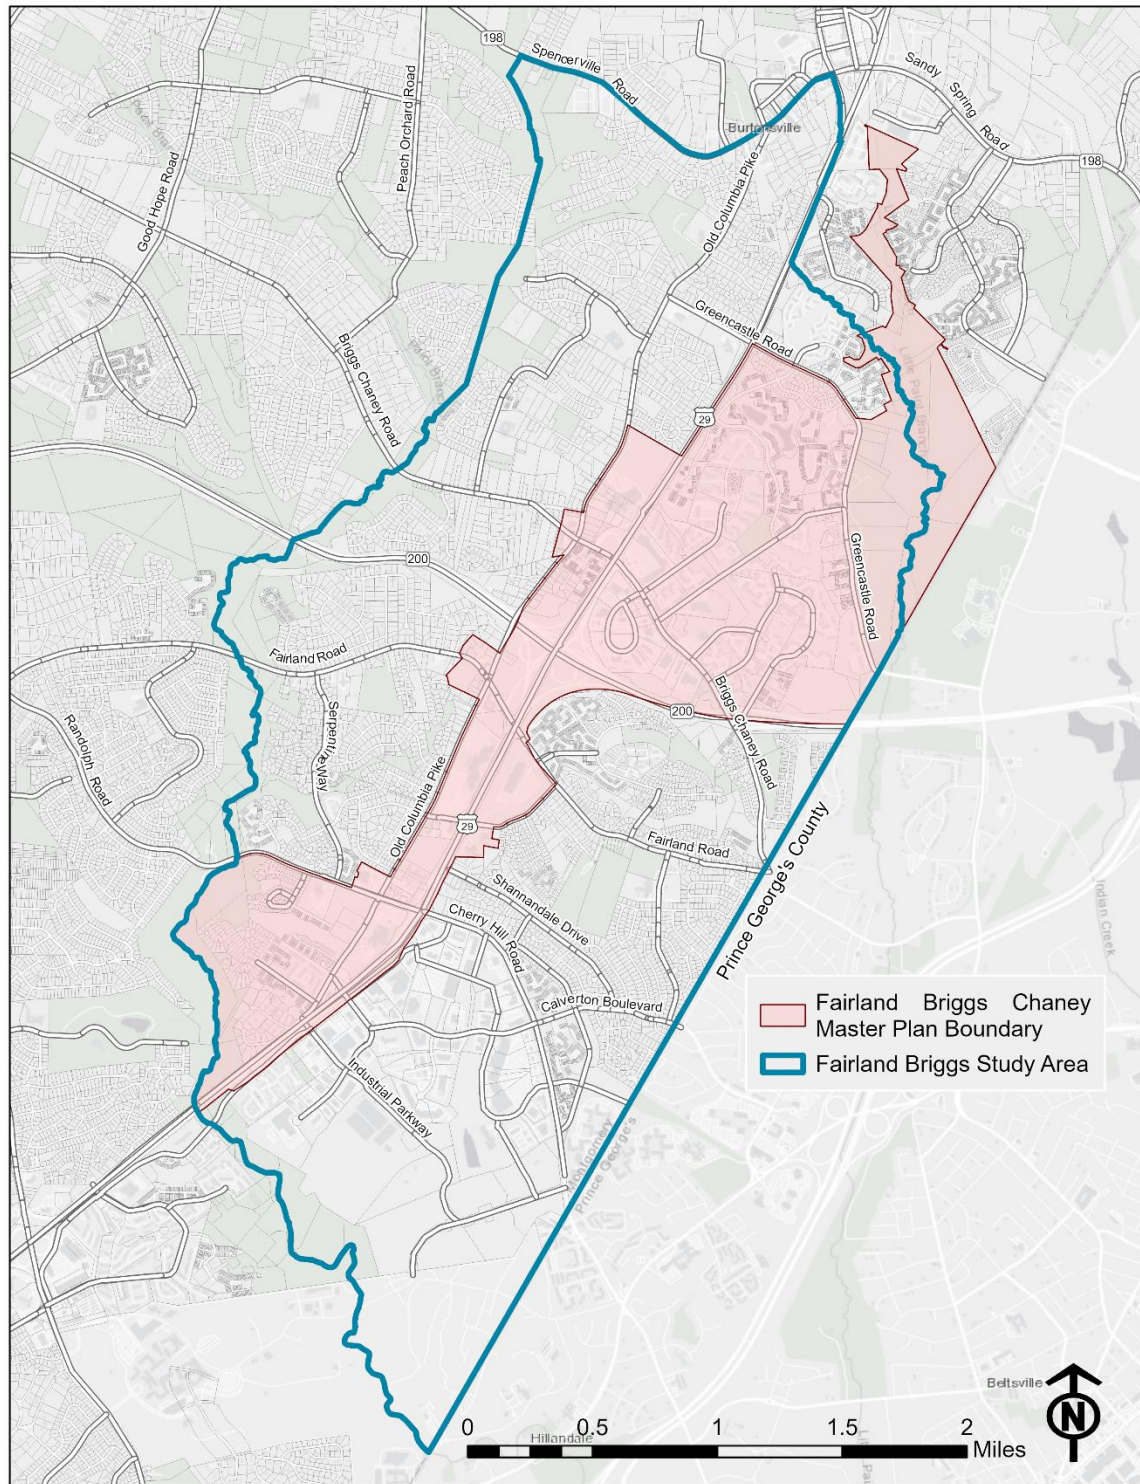 198
Spencerville Road
Sandy Spring Road
Burtonsville
198
Peach Orchard Road
Good Hope Road
Old Columbia Pike
Greencastle Road
Briggs Chaney Road
29
200
Greencastle Road
Fairland Road
Serpentine Way
Randolph Road
Briggs Chaney Road
200
Old Columbia Pike
29
Fairland Road
Prince George's County
Shannandale Drive
Cherry Hill Road
Indian Creek
Calverton Boulevard
Fairland Briggs Chaney
Master Plan Boundary
Fairland Briggs Study Area
Industrial Parkway
Montgomery
Prince George's
Beltsville
N
0 0.5 1 1.5 2
Miles
Hillandale